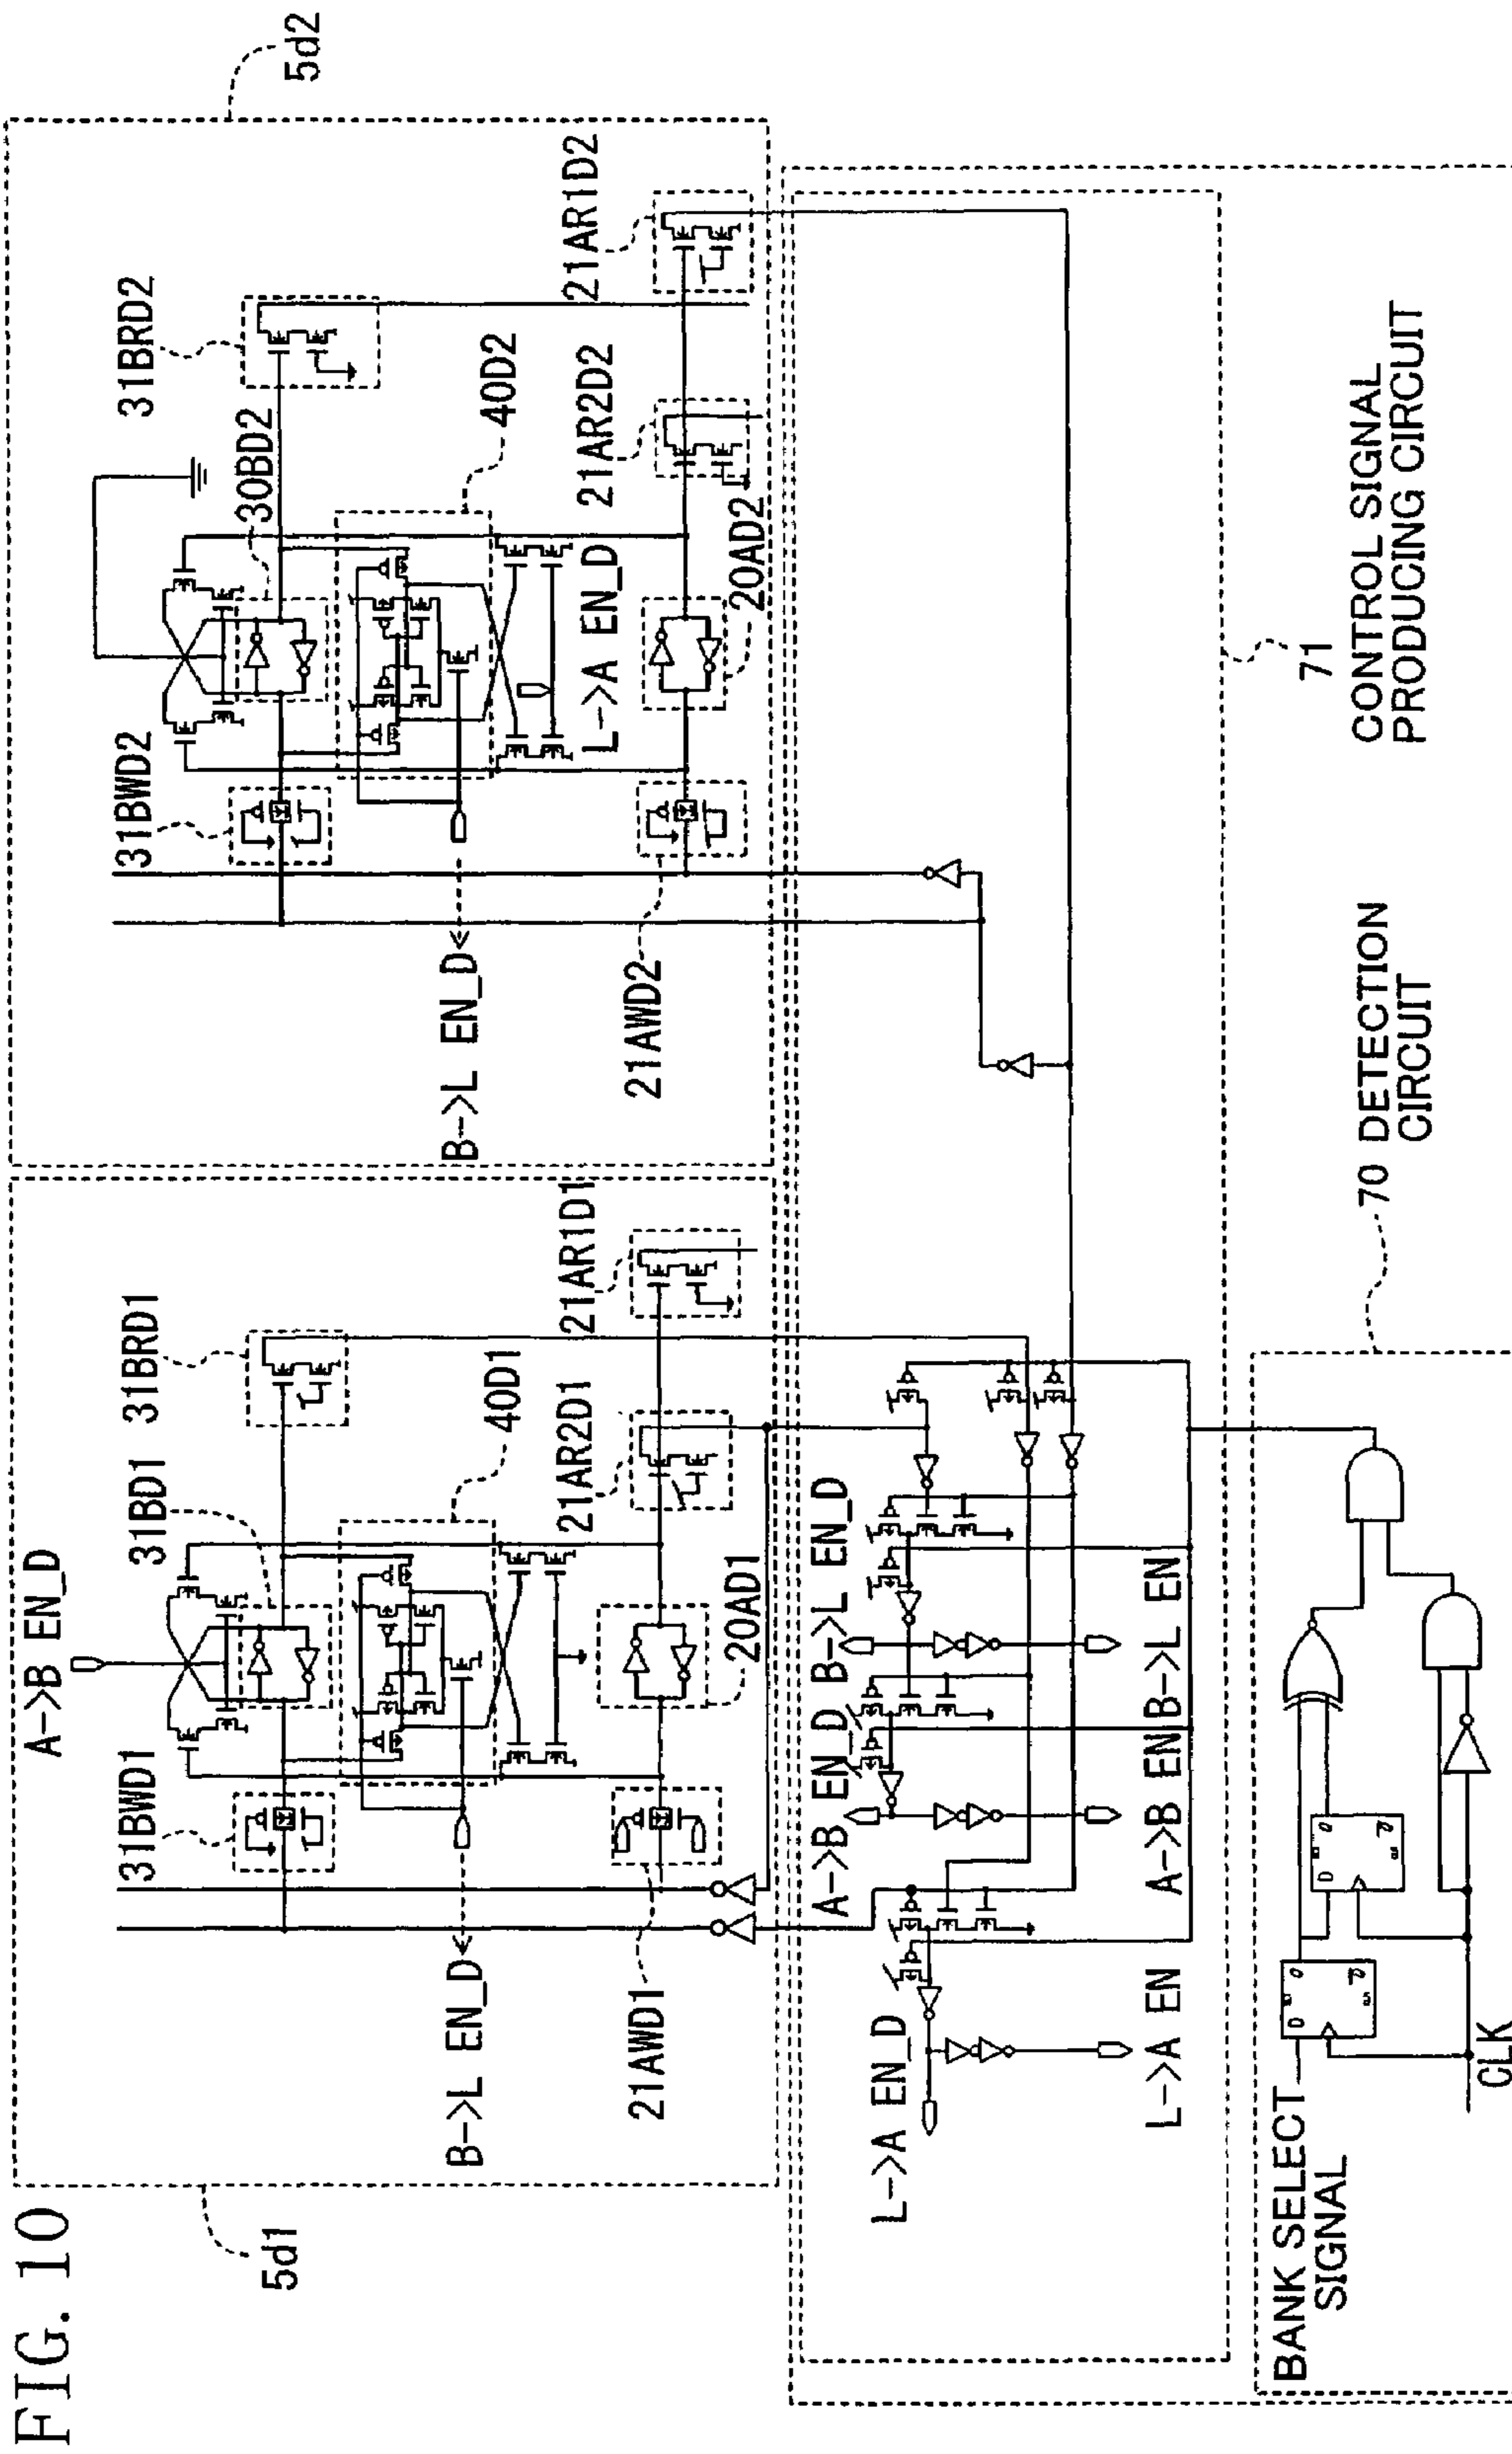 FIG. 10
A->B EN_D
31BWD1
31BD1
31BRD1
B->L EN_D
40D1
21AWD1
20AD1
21AR2D1
21AR1D1
5d1
31BWD2
30BD2
31BRD2
B->L EN_D
40D2
L->A EN_D
21AWD2
20AD2
21AR2D2
21AR1D2
5d2
L->A EN_D
A->B EN_D
B->L EN_D
L->A EN
A->B EN
B->L EN
71
CONTROL SIGNAL
PRODUCING CIRCUIT
BANK SELECT
SIGNAL
D
Q
D
Q
CLK
70 DETECTION
CIRCUIT